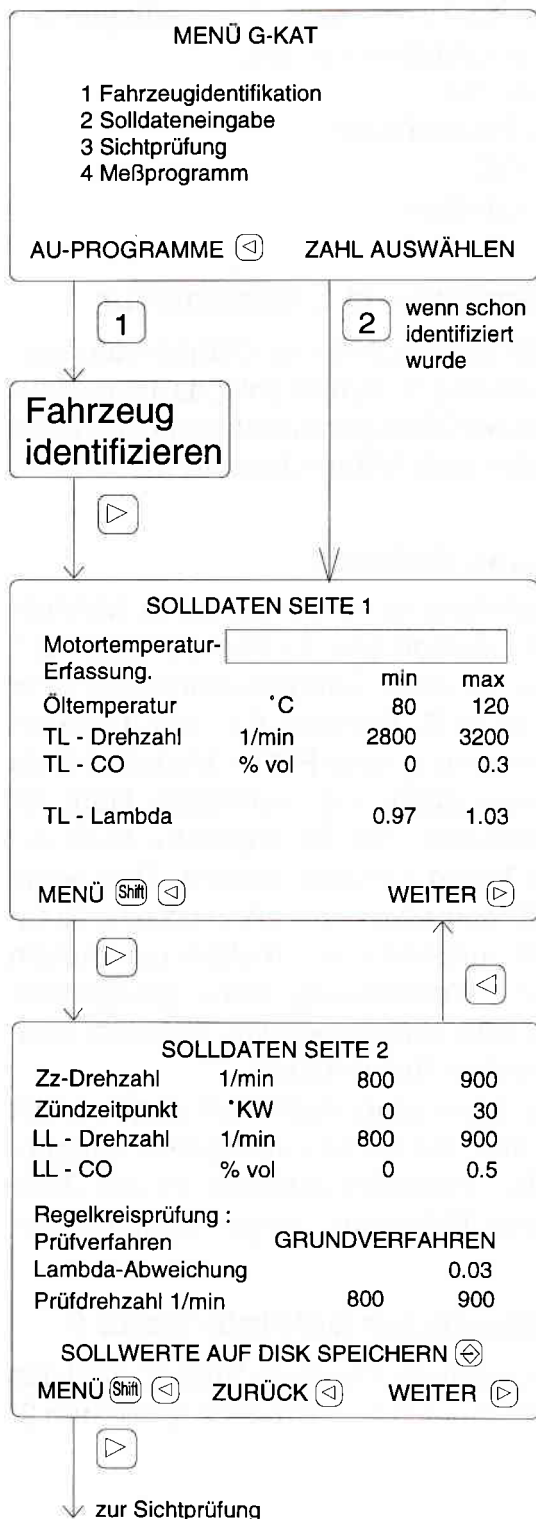 MENÜ G-KAT
1 Fahrzeugidentifikation
2 Solldateneingabe
3 Sichtprüfung
4 Meßprogramm
AU-PROGRAMME ZAHL AUSWÄHLEN
1
2 wenn schon
identifiziert
wurde
Fahrzeug
identifizieren
SOLLDATEN SEITE 1
Motortemperatur-
Erfassung. min max
Öltemperatur °C 80 120
TL - Drehzahl 1/min 2800 3200
TL - CO % vol 0 0.3
TL - Lambda 0.97 1.03
MENÜ Shift WEITER
SOLLDATEN SEITE 2
Zz-Drehzahl 1/min 800 900
Zündzeitpunkt °KW 0 30
LL - Drehzahl 1/min 800 900
LL - CO % vol 0 0.5
Regelkreisprüfung :
Prüfverfahren GRUNDVERFAHREN
Lambda-Abweichung 0.03
Prüfdrehzahl 1/min 800 900
SOLLWERTE AUF DISK SPEICHERN
MENÜ Shift ZURÜCK WEITER
zur Sichtprüfung